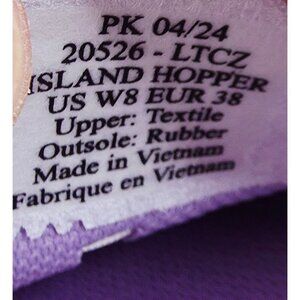 PK 04/24
20526 - LTCZ
ISLAND HOPPER
US W8 EUR 38
Upper: Textile
Outsole: Rubber
Made in Vietnam
Fabrique en Vietnam